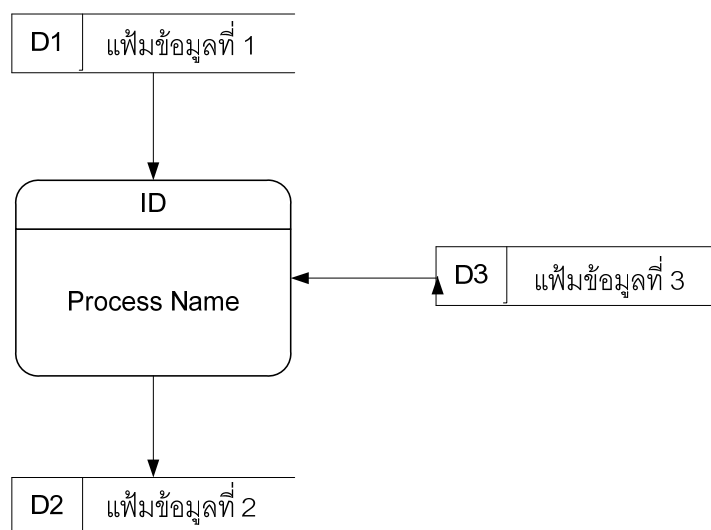 D1 แฟ้มข้อมูลที่ 1
ID
Process Name
D3 แฟ้มข้อมูลที่ 3
D2 แฟ้มข้อมูลที่ 2